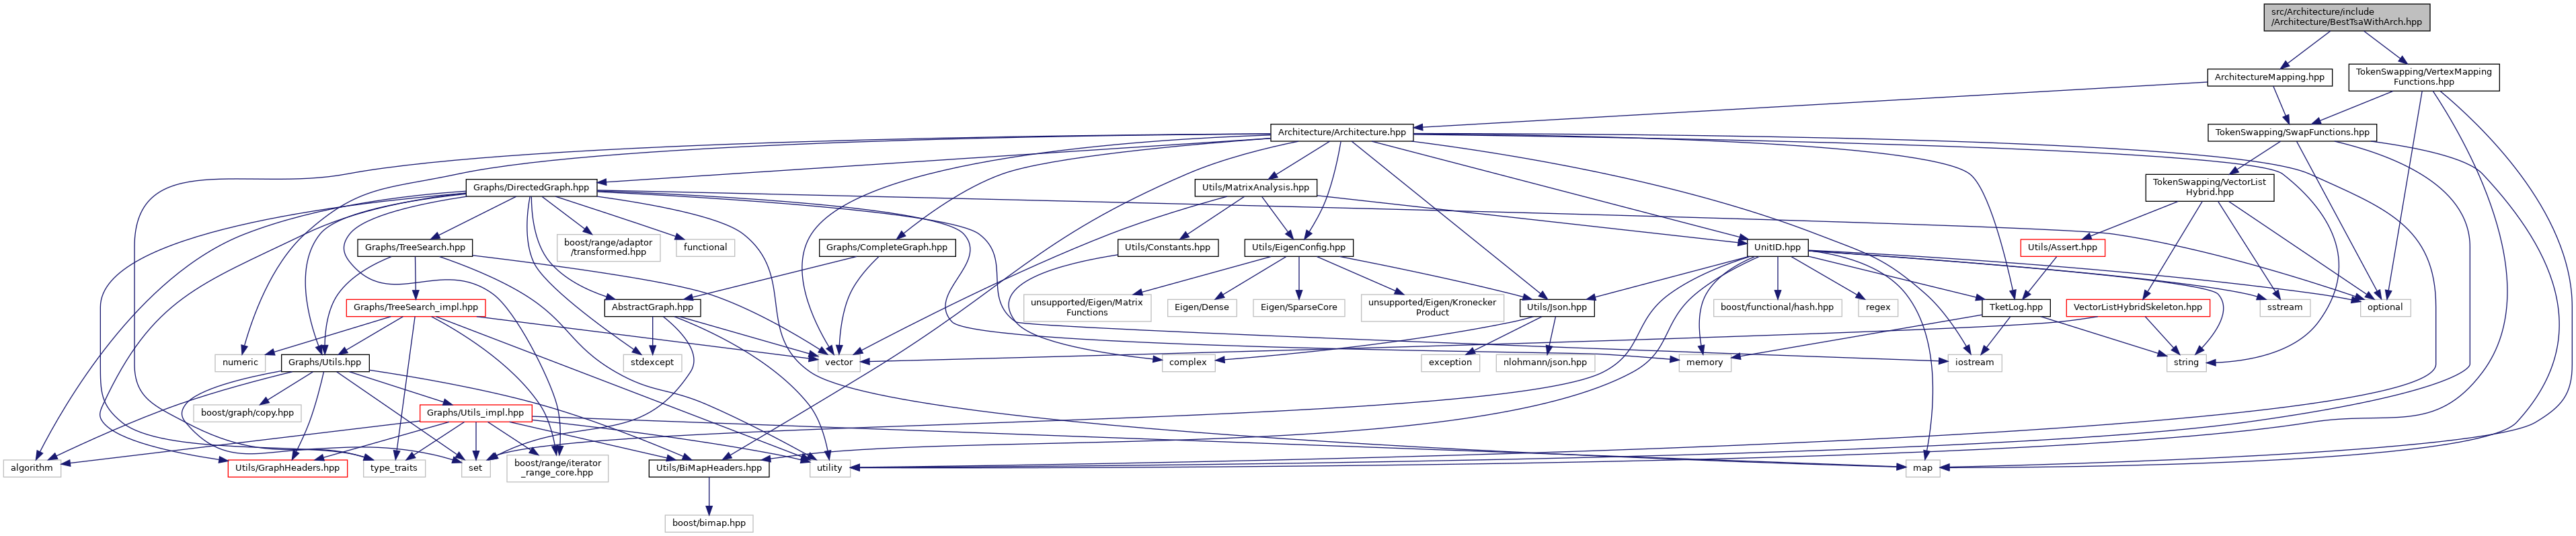 src/Architecture/include
/Architecture/BestTsaWithArch.hpp
ArchitectureMapping.hpp
TokenSwapping/VertexMapping
Functions.hpp
Architecture/Architecture.hpp
TokenSwapping/SwapFunctions.hpp
Graphs/DirectedGraph.hpp
Utils/MatrixAnalysis.hpp
TokenSwapping/VectorList
Hybrid.hpp
Graphs/TreeSearch.hpp
boost/range/adaptor
/transformed.hpp
functional
Graphs/CompleteGraph.hpp
Utils/Constants.hpp
Utils/EigenConfig.hpp
UnitID.hpp
Utils/Assert.hpp
Graphs/TreeSearch_impl.hpp
AbstractGraph.hpp
unsupported/Eigen/Matrix
Functions
Eigen/Dense
Eigen/SparseCore
unsupported/Eigen/Kronecker
Product
Utils/Json.hpp
boost/functional/hash.hpp
regex
TketLog.hpp
VectorListHybridSkeleton.hpp
sstream
optional
numeric
Graphs/Utils.hpp
stdexcept
vector
complex
exception
nlohmann/json.hpp
memory
iostream
string
boost/graph/copy.hpp
Graphs/Utils_impl.hpp
algorithm
Utils/GraphHeaders.hpp
type_traits
set
boost/range/iterator
_range_core.hpp
Utils/BiMapHeaders.hpp
utility
map
boost/bimap.hpp